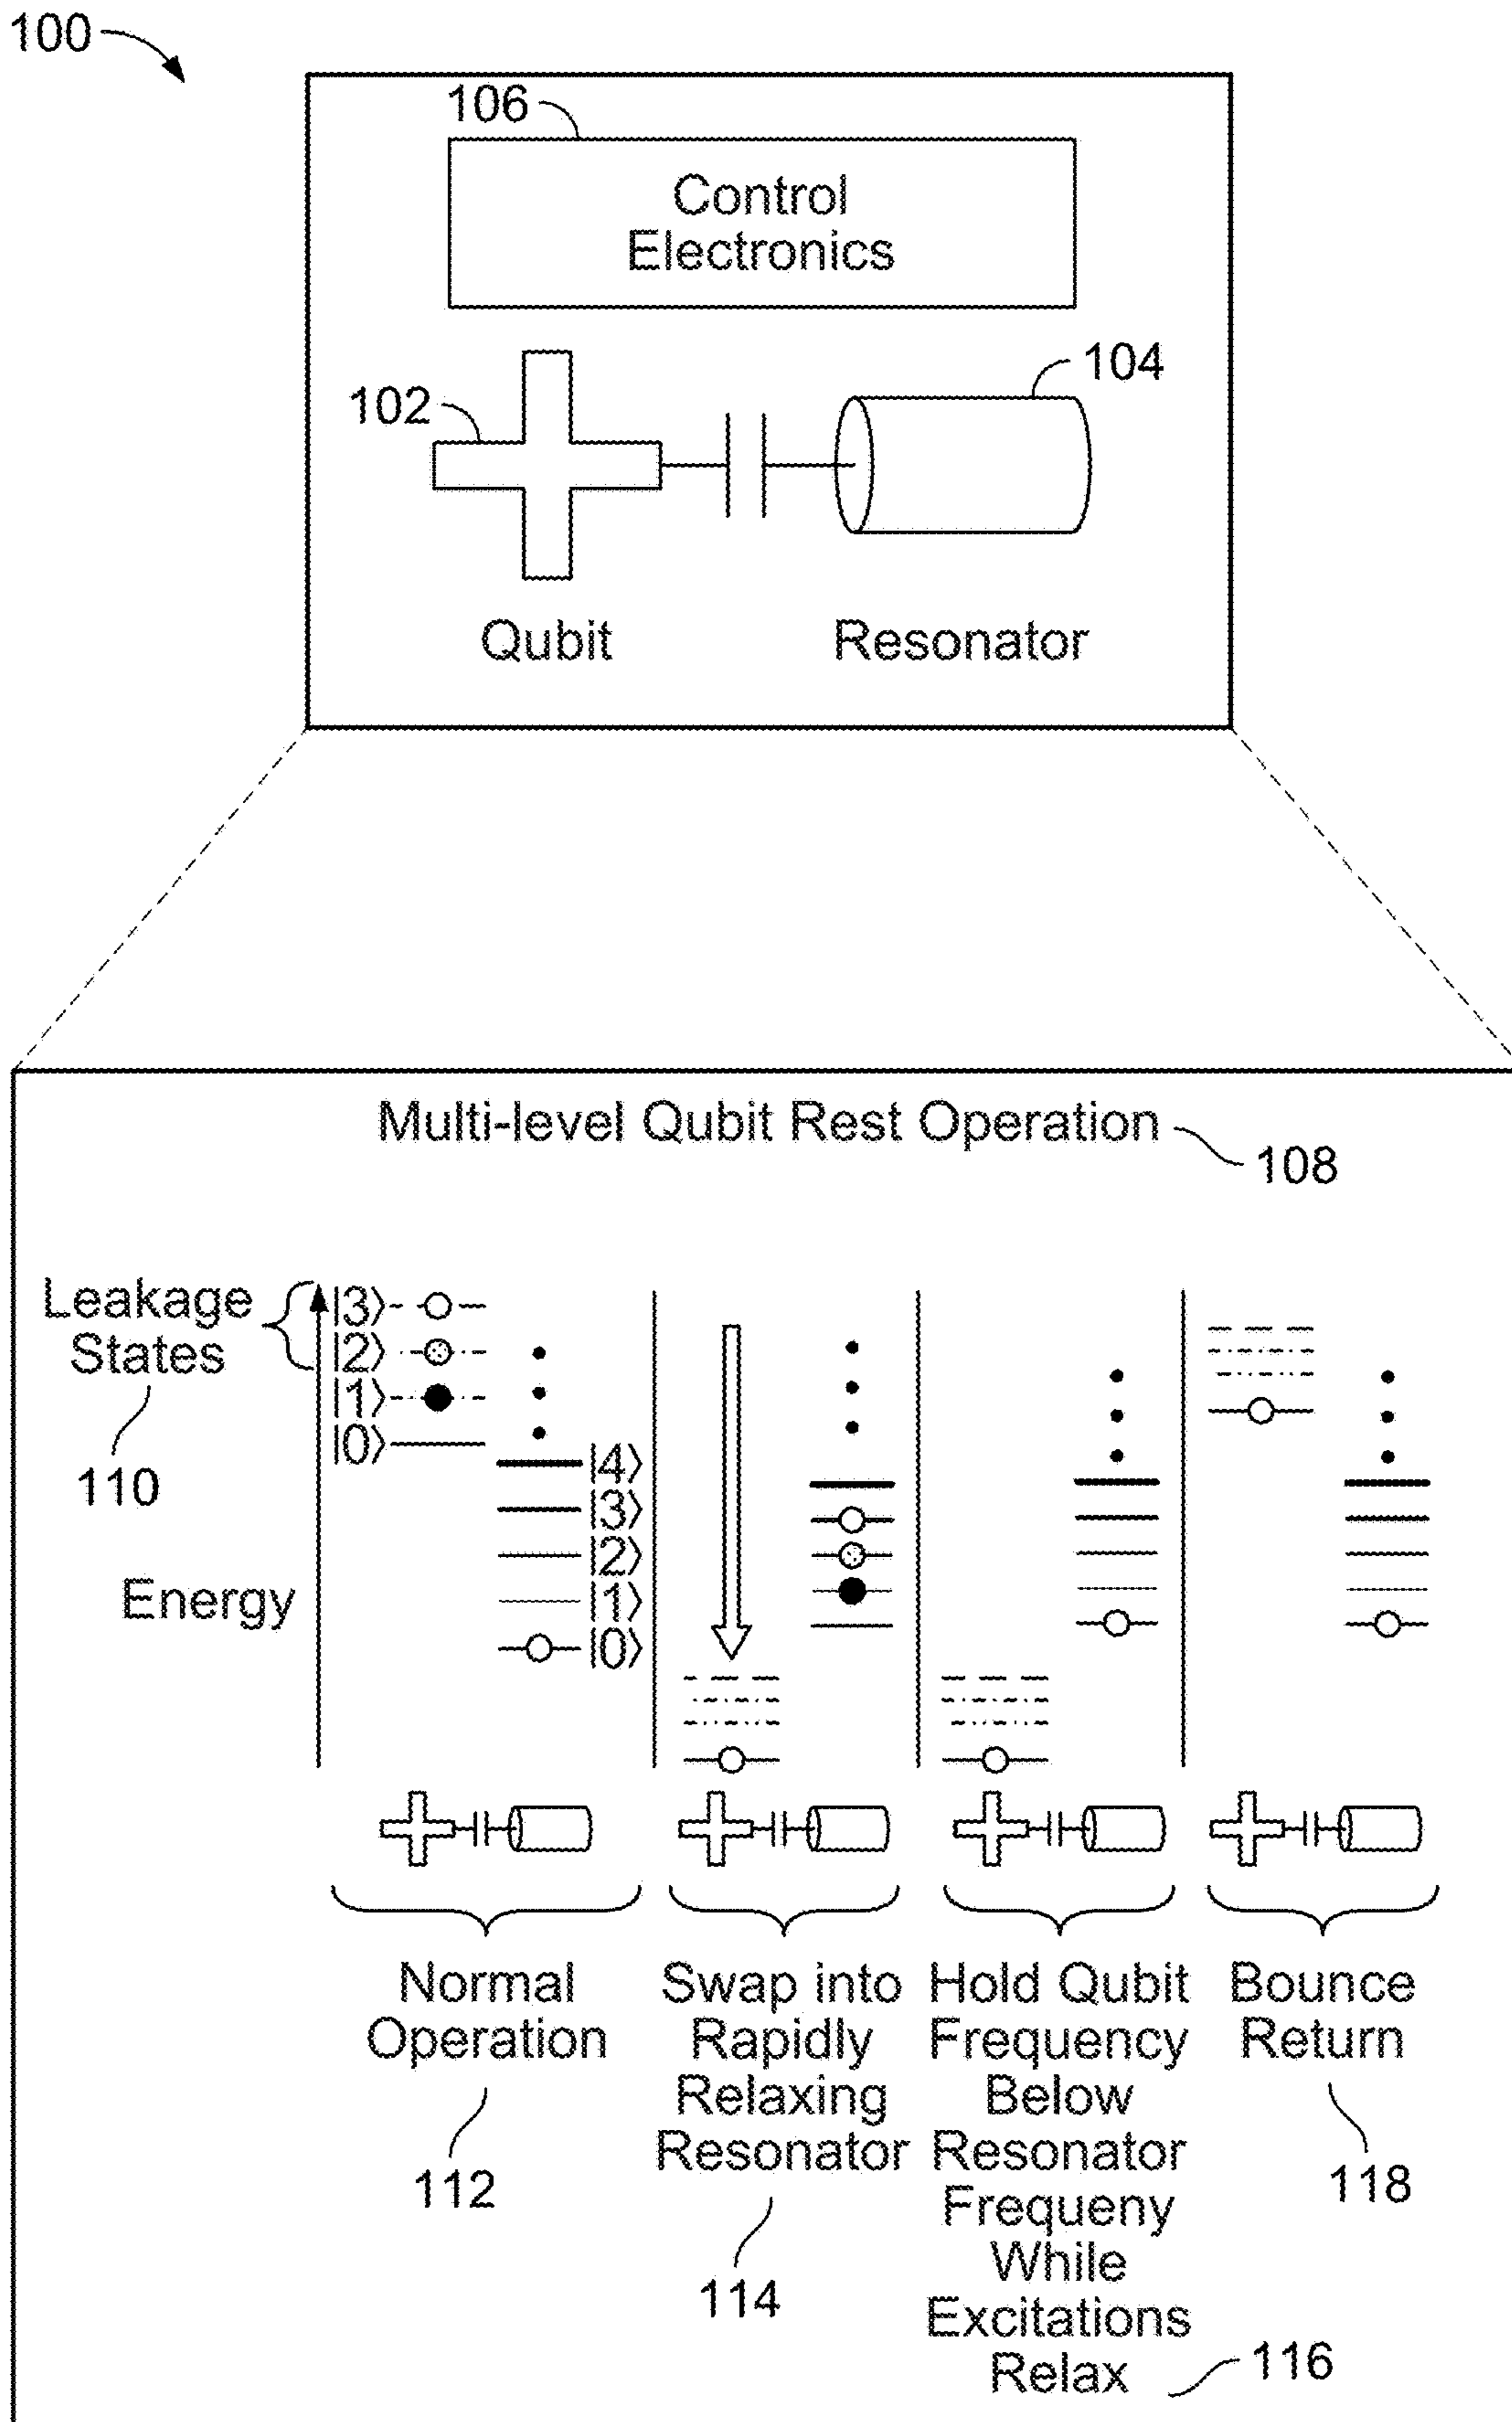 100
106
Control
Electronics
102
104
Qubit
Resonator
Multi-level Qubit Rest Operation
108
Leakage
States
110
|3⟩
|2⟩
|1⟩
|0⟩
|4⟩
|3⟩
|2⟩
|1⟩
|0⟩
Energy
Normal
Operation
112
Swap into
Rapidly
Relaxing
Resonator
114
Hold Qubit
Frequency
Below
Resonator
Frequeny
While
Excitations
Relax
116
Bounce
Return
118